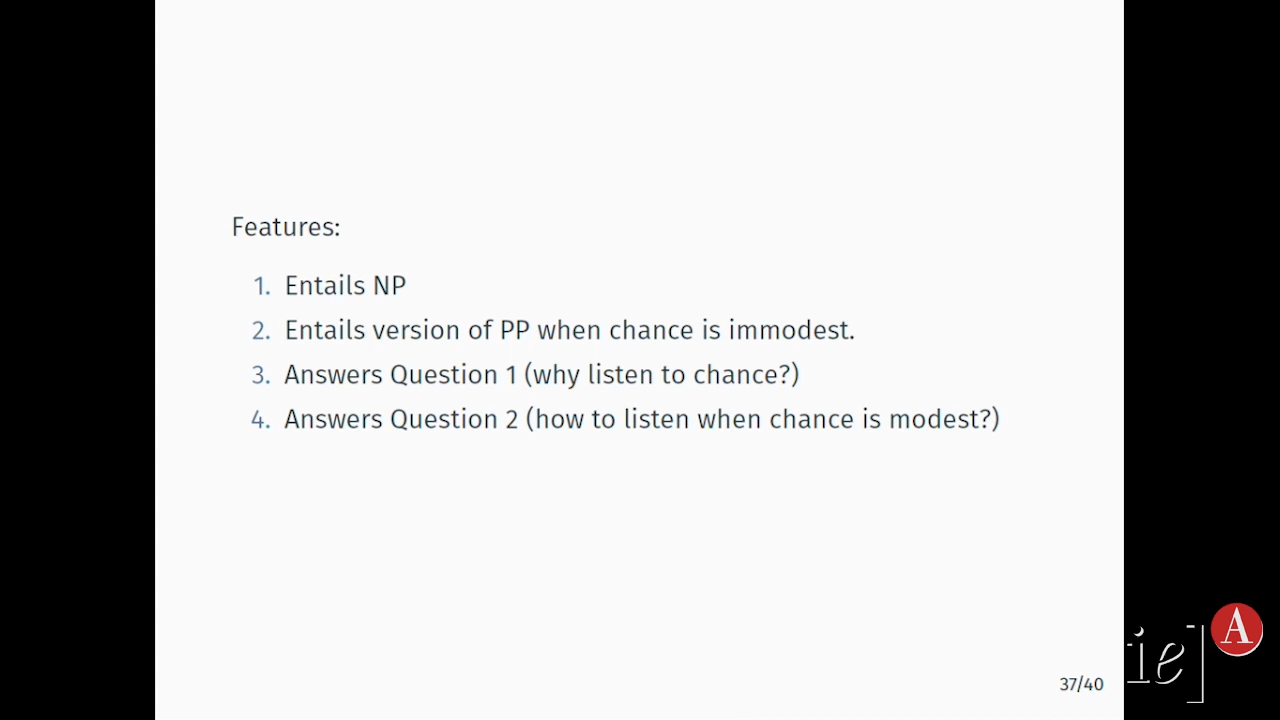 Features:
1. Entails NP
2. Entails version of PP when chance is immodest.
3. Answers Question 1 (why listen to chance?)
4. Answers Question 2 (how to listen when chance is modest?)
37/40
ie]
A